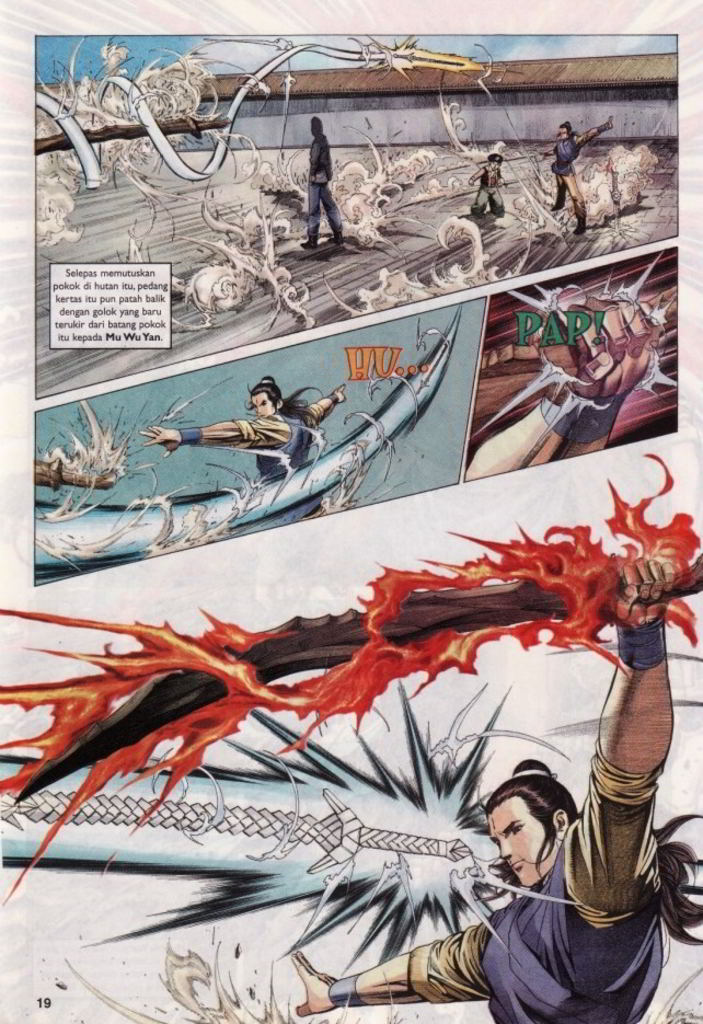 Selepas memutuskan
pokok di hutan itu, pedang
kertas itu pun patah balik
dengan golok yang baru
terukir dari batang pokok
itu kepada Mu Wu Yan.
HU...
PAP!
19